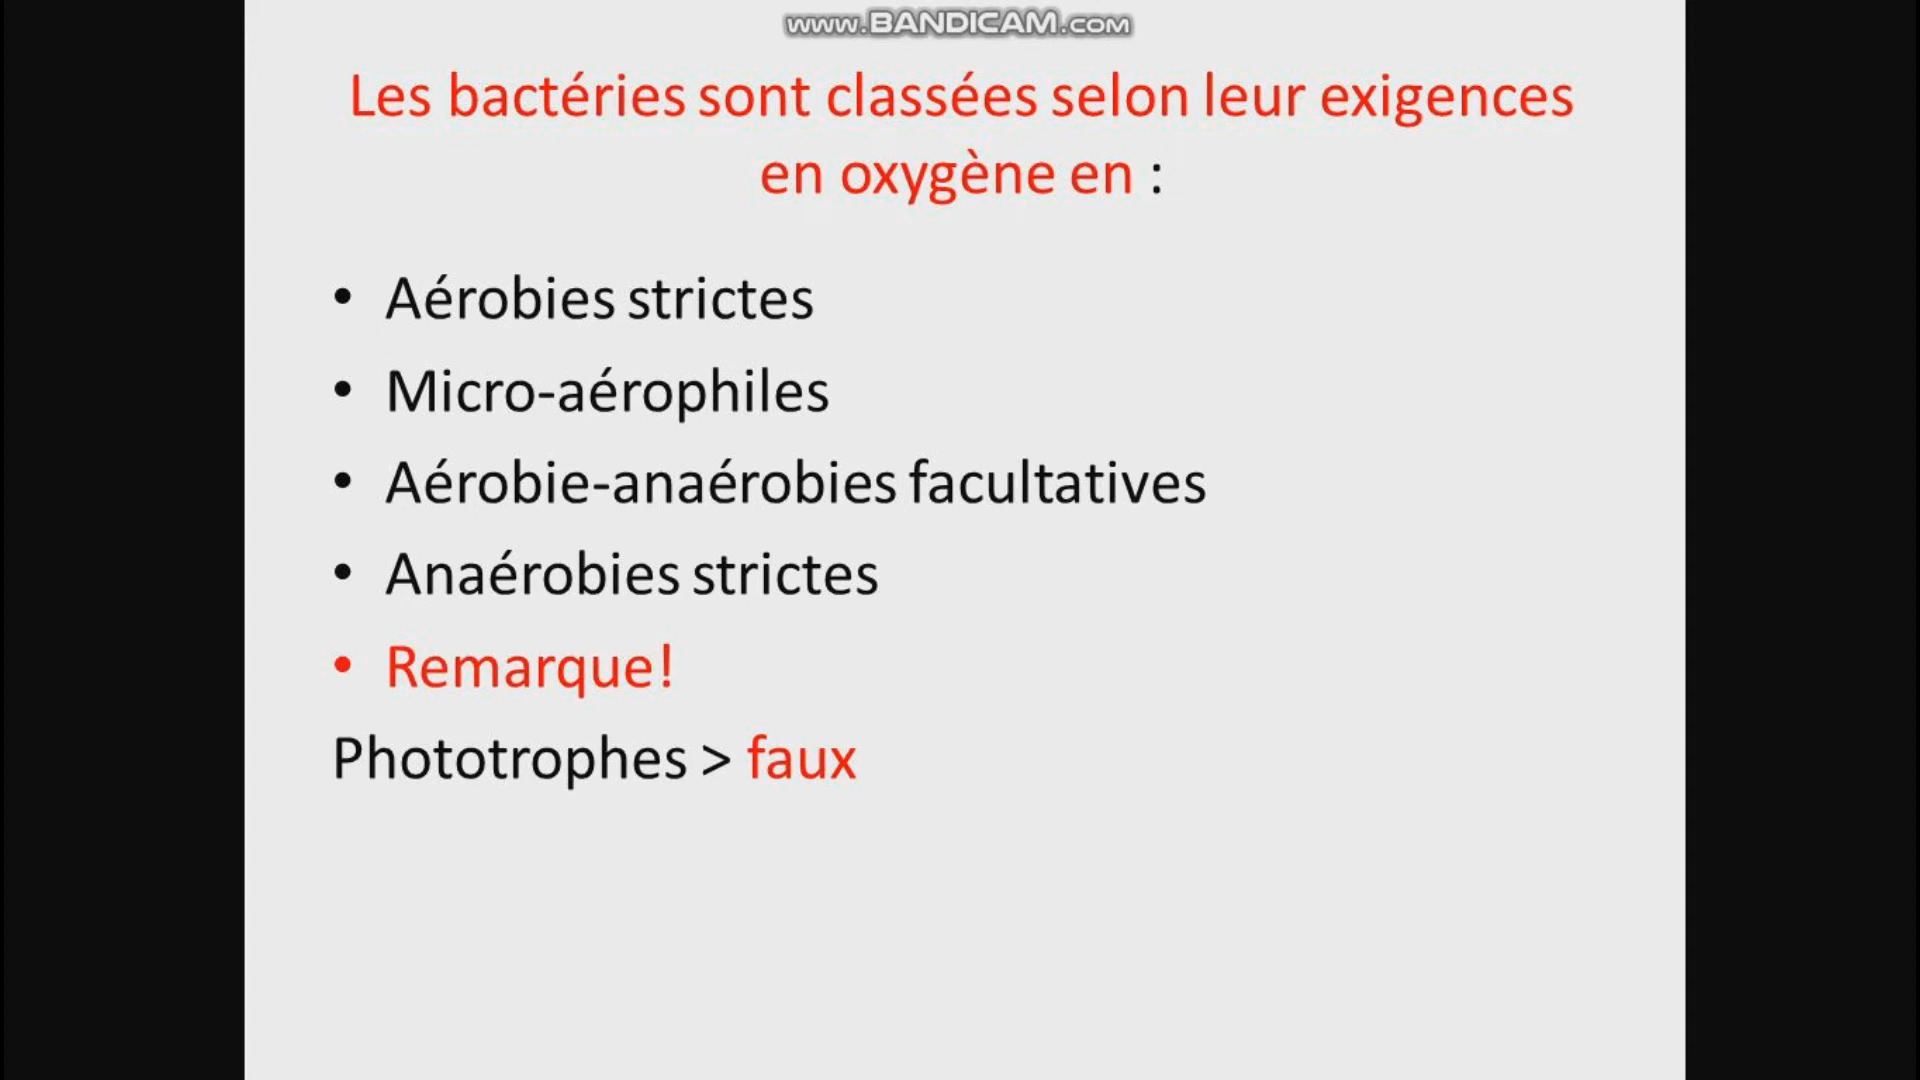 www.BANDICAM.com
Les bactéries sont classées selon leur exigences
en oxygène en :
• Aérobies strictes
• Micro-aérophiles
• Aérobie-anaérobies facultatives
• Anaérobies strictes
• Remarque!
Phototrophes > faux